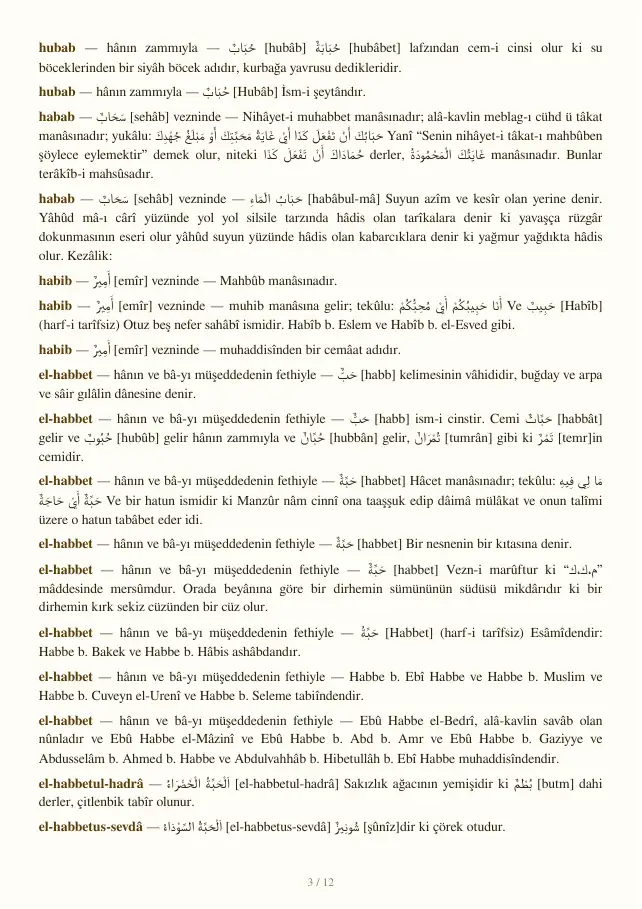 hubab — hânın zammıyla — حُبَابٌ [hubâb] حُبَابَةٌ [hubâbet] lafzından cem-i cinsi olur ki su
böceklerinden bir siyâh böcek adıdır, kurbağa yavrusu dedikleridir.
hubab — hânın zammıyla — حُبَابٌ [Hubâb] İsm-i şeytândır.
habab — سَحَابٌ [sehâb] vezninde — Nihâyet-i muhabbet manâsınadır; alâ-kavlin meblag-ı cühd ü tâkat
manâsınadır; yukâlu: حَبَابُكَ أَنْ تَفْعَلَ كَذَا أَيْ غَايَةُ مَحَبَّتِكَ أَوْ مَبْلَغُ جُهْدِكَ Yanî “Senin nihâyet-i tâkat-ı mahbûben
şöylece eylemektir” demek olur, niteki حُمَادَاكَ أَنْ تَفْعَلَ كَذَا derler, غَايَتُكَ الْمَحْمُودَةُ manâsınadır. Bunlar
terâkîb-i mahsûsadır.
habab — سَحَابٌ [sehâb] vezninde — حَبَابُ الْمَاءِ [habâbul-mâ] Suyun azîm ve kesîr olan yerine denir.
Yâhûd mâ-ı cârî yüzünde yol yol silsile tarzında hâdis olan tarîkalara denir ki yavaşça rüzgâr
dokunmasının eseri olur yâhûd suyun yüzünde hâdis olan kabarcıklara denir ki yağmur yağdıkta hâdis
olur. Kezâlik:
habib — أَمِيرٌ [emîr] vezninde — Mahbûb manâsınadır.
habib — أَمِيرٌ [emîr] vezninde — muhib manâsına gelir; tekûlu: أَنَا حَبِيبُكُمْ أَيْ مُحِبُّكُمْ Ve حَبِيبٌ [Habîb]
(harf-i tarîfsiz) Otuz beş nefer sahâbî ismidir. Habîb b. Eslem ve Habîb b. el-Esved gibi.
habib — أَمِيرٌ [emîr] vezninde — muhaddisînden bir cemâat adıdır.
el-habbet — hânın ve bâ-yı müşeddedenin fethiyle — حَبٌّ [habb] kelimesinin vâhididir, buğday ve arpa
ve sâir gılâlin dânesine denir.
el-habbet — hânın ve bâ-yı müşeddedenin fethiyle — حَبٌّ [habb] ism-i cinstir. Cemi حَبَّاتٌ [habbât]
gelir ve حُبُوبٌ [hubûb] gelir hânın zammıyla ve حُبَّانٌ [hubbân] gelir, تُمْرَانٌ [tumrân] gibi ki تَمْرٌ [temr]in
cemidir.
el-habbet — hânın ve bâ-yı müşeddedenin fethiyle — حَبَّةٌ [habbet] Hâcet manâsınadır; tekûlu: مَا لِي فِيهِ
حَبَّةٌ أَيْ حَاجَةٌ Ve bir hatun ismidir ki Manzûr nâm cinnî ona taaşşuk edip dâimâ mülâkat ve onun talîmi
üzere o hatun tabâbet eder idi.
el-habbet — hânın ve bâ-yı müşeddedenin fethiyle — حَبَّةٌ [habbet] Bir nesnenin bir kıtasına denir.
el-habbet — hânın ve bâ-yı müşeddedenin fethiyle — حَبَّةٌ [habbet] Vezn-i marûftur ki “م،ك،ك”
mâddesinde mersûmdur. Orada beyânına göre bir dirhemin sümününün südüsü mikdârıdır ki bir
dirhemin kırk sekiz cüzünden bir cüz olur.
el-habbet — hânın ve bâ-yı müşeddedenin fethiyle — حَبَّةُ [Habbet] (harf-i tarîfsiz) Esâmîdendir:
Habbe b. Bakek ve Habbe b. Hâbis ashâbdandır.
el-habbet — hânın ve bâ-yı müşeddedenin fethiyle — Habbe b. Ebî Habbe ve Habbe b. Muslim ve
Habbe b. Cuveyn el-Urenî ve Habbe b. Seleme tabiîndendir.
el-habbet — hânın ve bâ-yı müşeddedenin fethiyle — Ebû Habbe el-Bedrî, alâ-kavlin savâb olan
nûnladır ve Ebû Habbe el-Mâzinî ve Ebû Habbe b. Abd b. Amr ve Ebû Habbe b. Gaziyye ve
Abdusselâm b. Ahmed b. Habbe ve Abdulvahhâb b. Hibetullâh b. Ebî Habbe muhaddisîndendir.
el-habbetul-hadrâ — اَلْحَبَّةُ الْخَضْرَاءُ [el-habbetul-hadrâ] Sakızlık ağacının yemişidir ki بُطْمٌ [butm] dahi
derler, çitlenbik tabîr olunur.
el-habbetus-sevdâ — اَلْحَبَّةُ السَّوْدَاءُ [el-habbetus-sevdâ] شُونِيزٌ [şûnîz]dir ki çörek otudur.
3 / 12